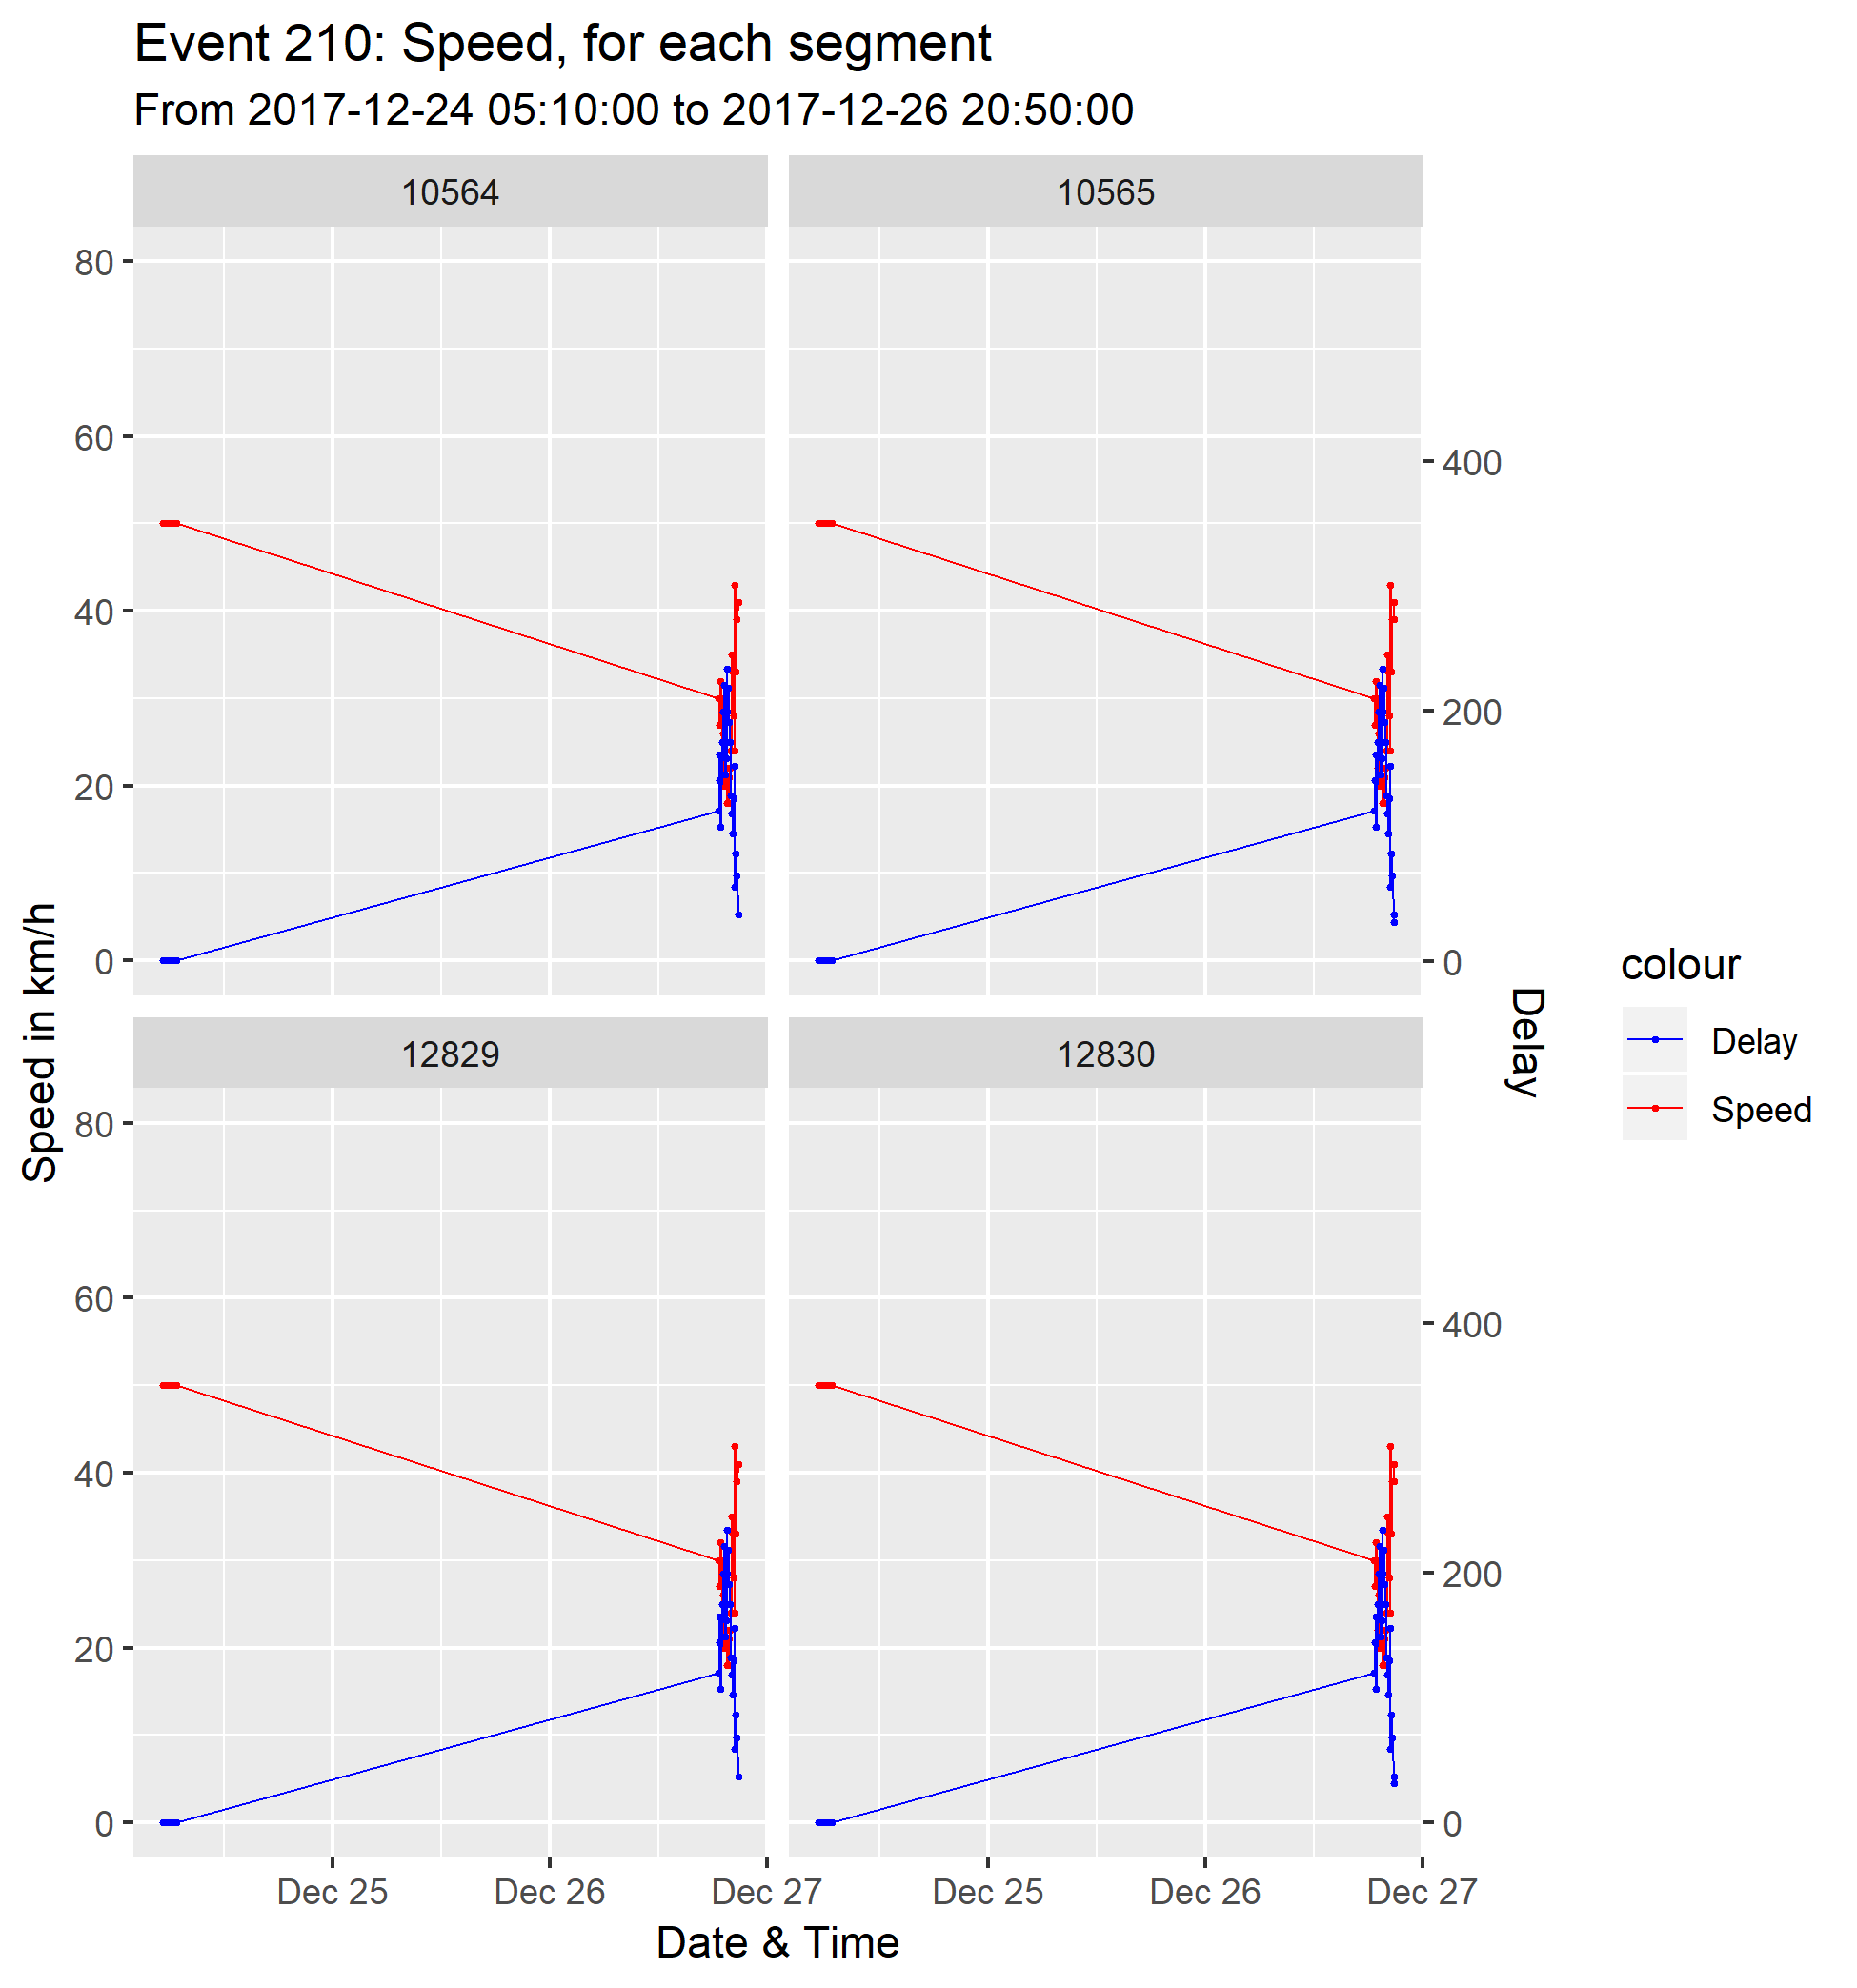 Event 210: Speed, for each segment
From 2017-12-24 05:10:00 to 2017-12-26 20:50:00
10564
10565
80
60
40
20
0
400
200
0
12829
12830
80
60
40
20
0
400
200
0
Dec 25
Dec 26
Dec 27
Dec 25
Dec 26
Dec 27
Date & Time
Speed in km/h
Delay
colour
Delay
Speed